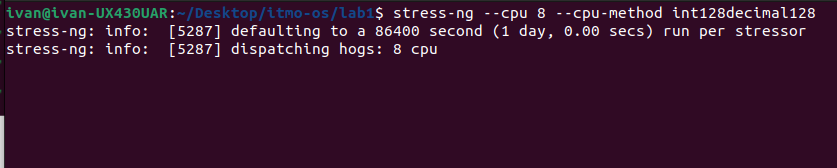 ivan@ivan-UX430UAR:~/Desktop/itmo-os/lab1$ stress-ng --cpu 8 --cpu-method int128decimal128
stress-ng: info:  [5287] defaulting to a 86400 second (1 day, 0.00 secs) run per stressor
stress-ng: info:  [5287] dispatching hogs: 8 cpu